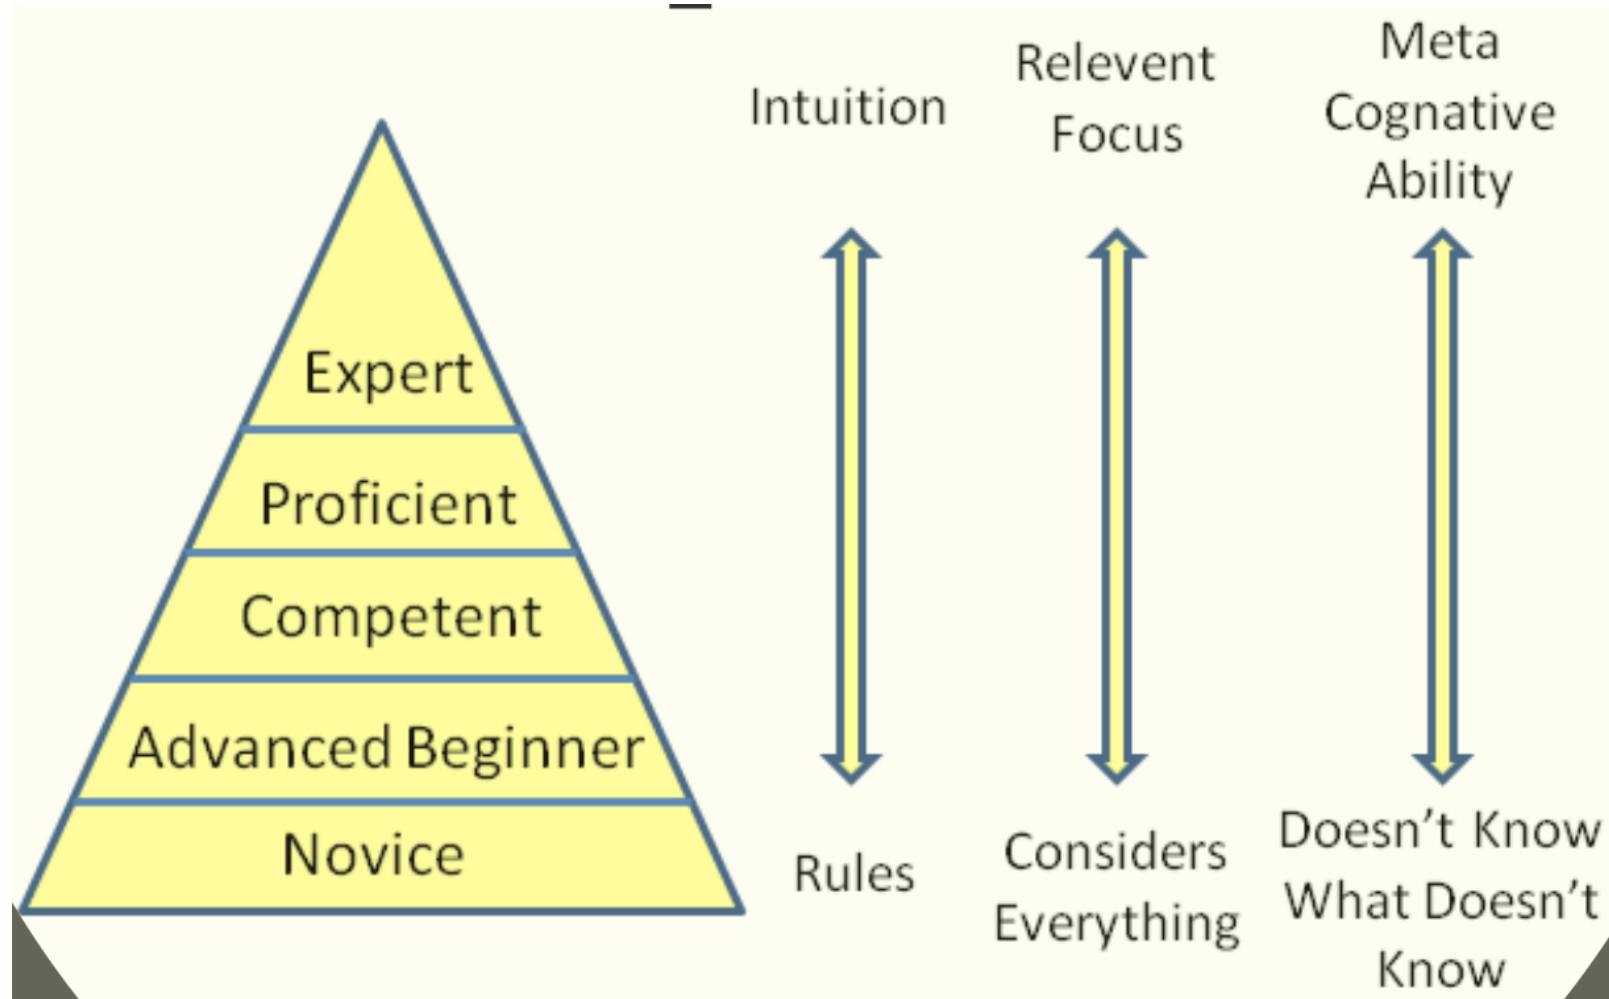 Expert
Proficient
Competent
Advanced Beginner
Novice
Intuition
Rules
Relevent
Focus
Considers
Everything
Meta
Cognative
Ability
Doesn't Know
What Doesn't
Know